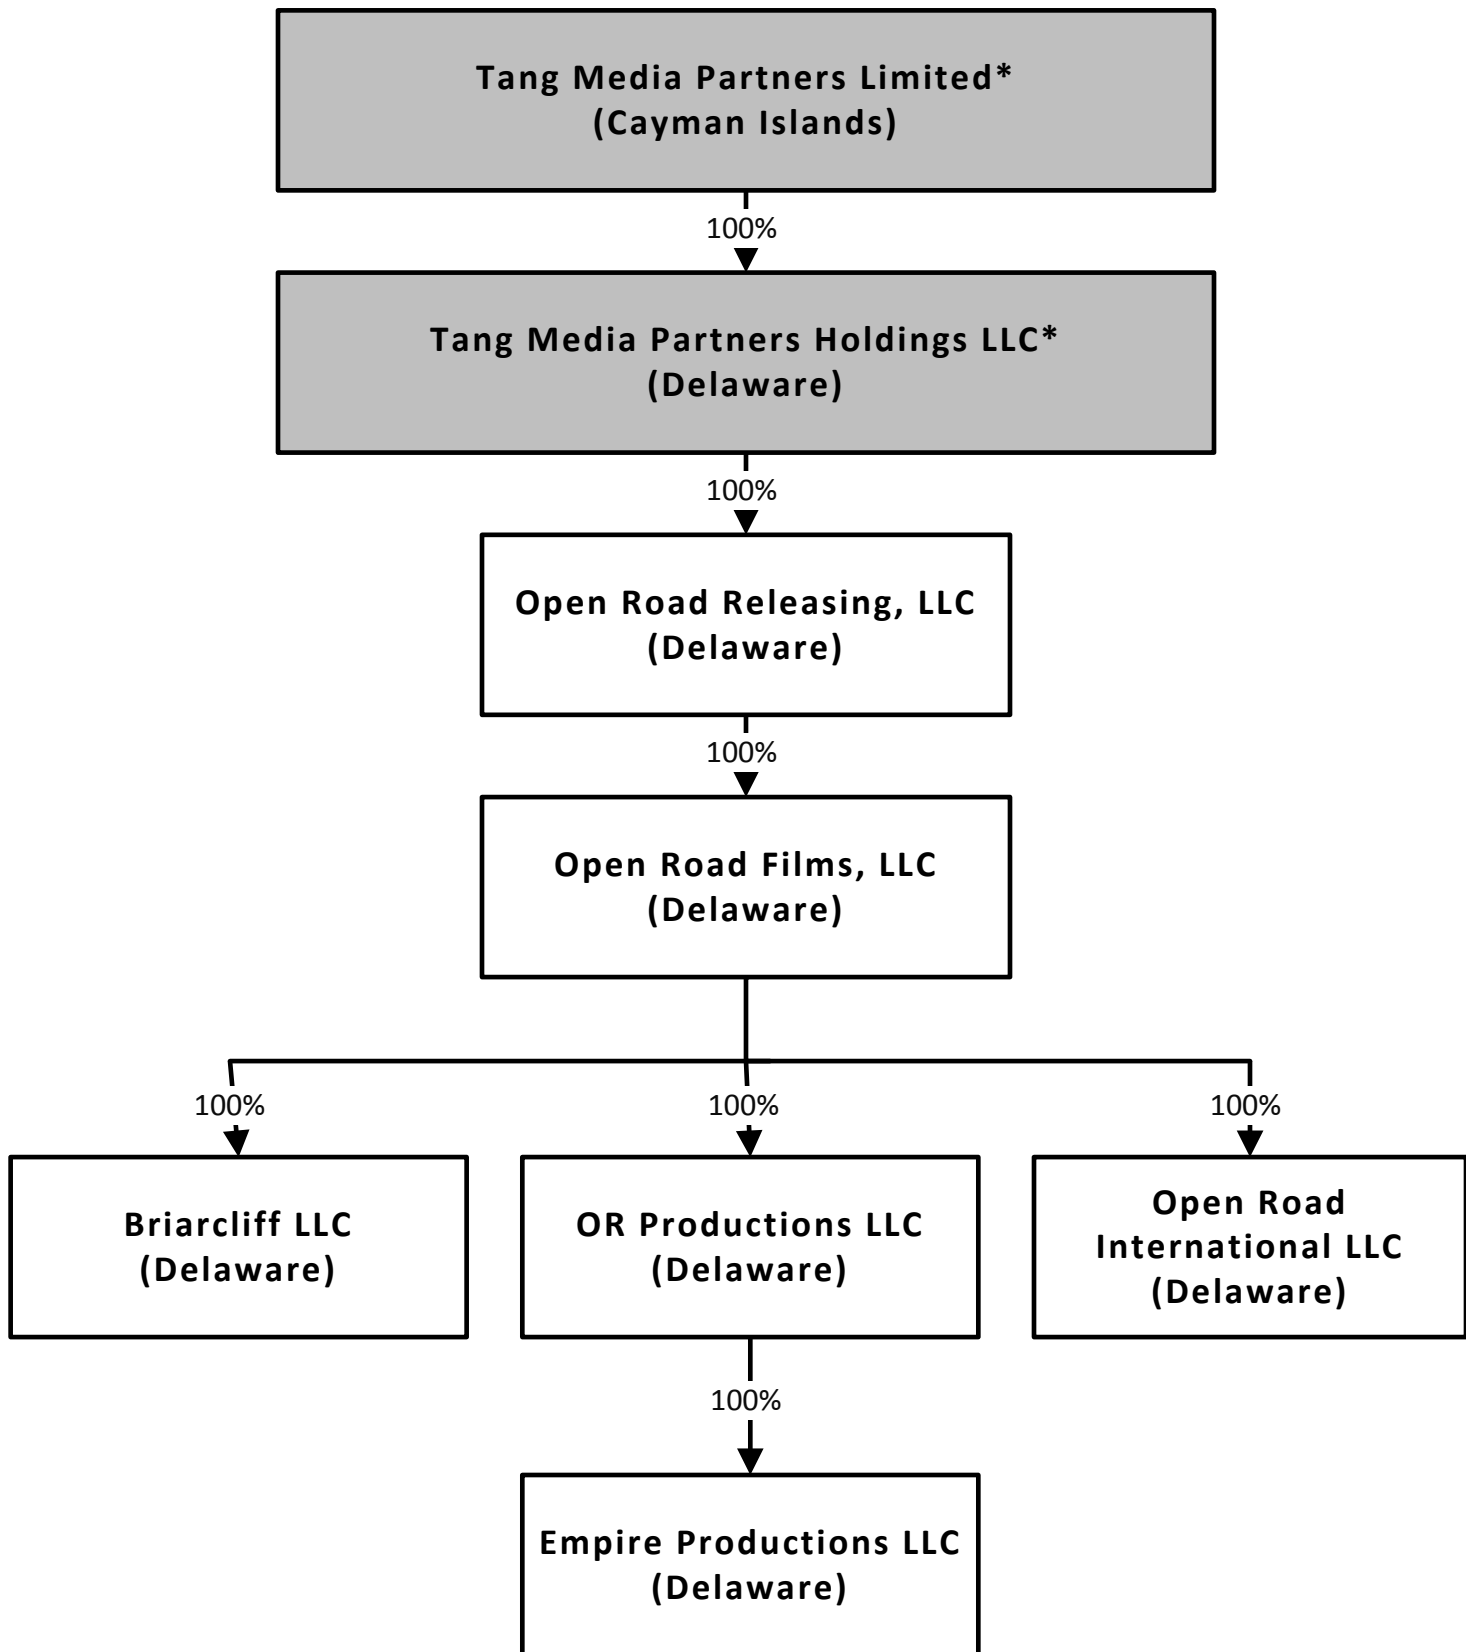 Tang Media Partners Limited*
(Cayman Islands)
100%
Tang Media Partners Holdings LLC*
(Delaware)
100%
Open Road Releasing, LLC
(Delaware)
100%
Open Road Films, LLC
(Delaware)
100%
100%
100%
Briarcliff LLC
(Delaware)
OR Productions LLC
(Delaware)
Open Road
International LLC
(Delaware)
100%
Empire Productions LLC
(Delaware)